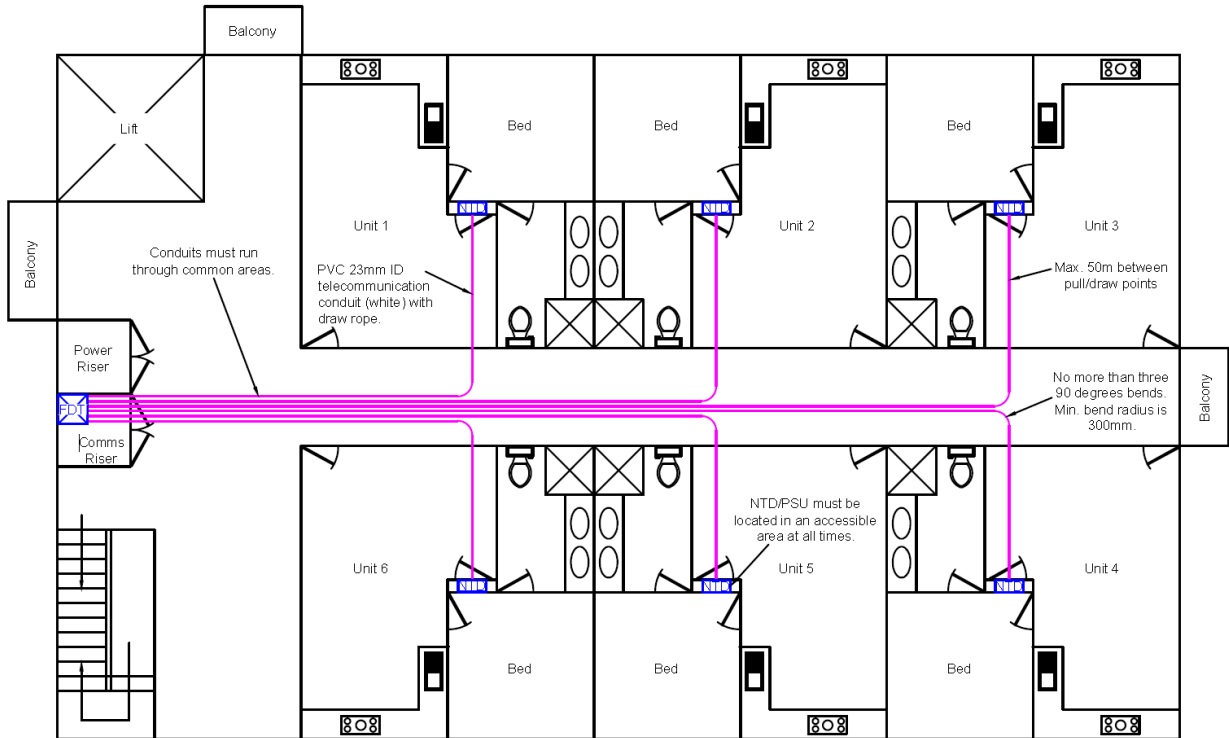 Balcony
Lift
Bed
Bed
Bed
Balcony
Unit 1
Unit 2
Unit 3
NTD
NTD
NTD
Conduits must run
through common areas.
PVC 23mm ID
telecommunication
conduit (white) with
draw rope.
Max. 50m between
pull/draw points
Power
Riser
FDT
Comms
Riser
No more than three
90 degrees bends.
Min. bend radius is
300mm.
Balcony
NTD/PSU must be
located in an accessible
area at all times.
Unit 6
Unit 5
Unit 4
NTD
NTD
NTD
Bed
Bed
Bed